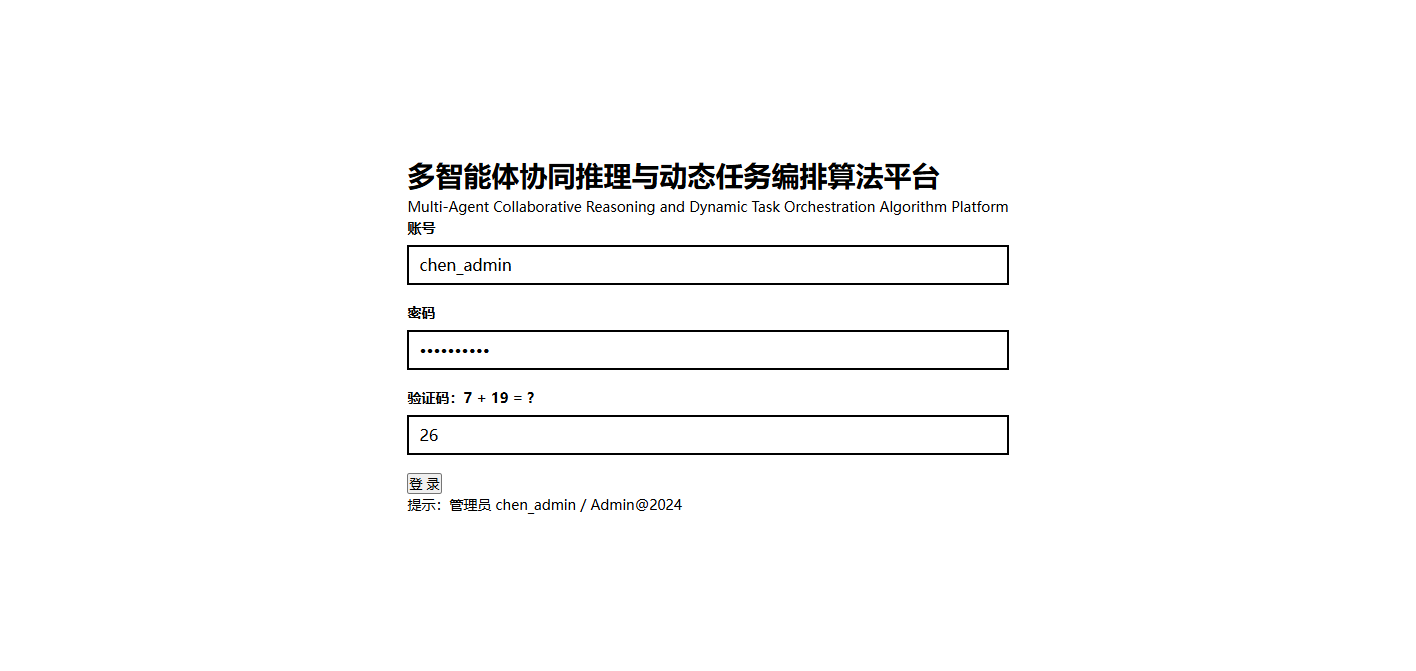 多智能体协同推理与动态任务编排算法平台
Multi-Agent Collaborative Reasoning and Dynamic Task Orchestration Algorithm Platform
账号
chen_admin
密码
••••••••••
验证码：7 + 19 = ?
26
登 录
提示：管理员 chen_admin / Admin@2024